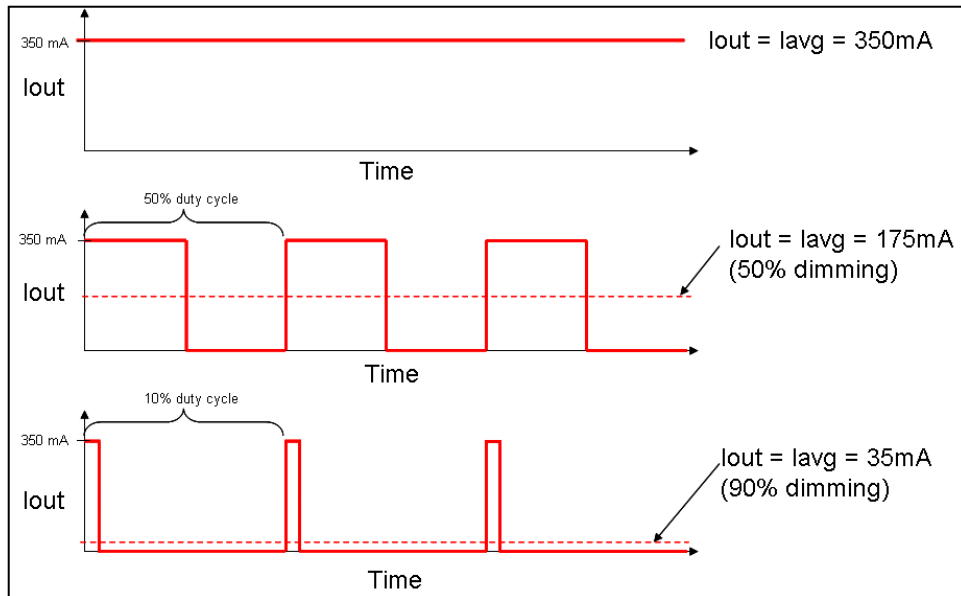 350 mA
Iout = Iavg = 350mA
Iout
Time
50% duty cycle
350 mA
Iout = Iavg = 175mA
(50% dimming)
Iout
Time
10% duty cycle
350 mA
Iout = Iavg = 35mA
(90% dimming)
Iout
Time